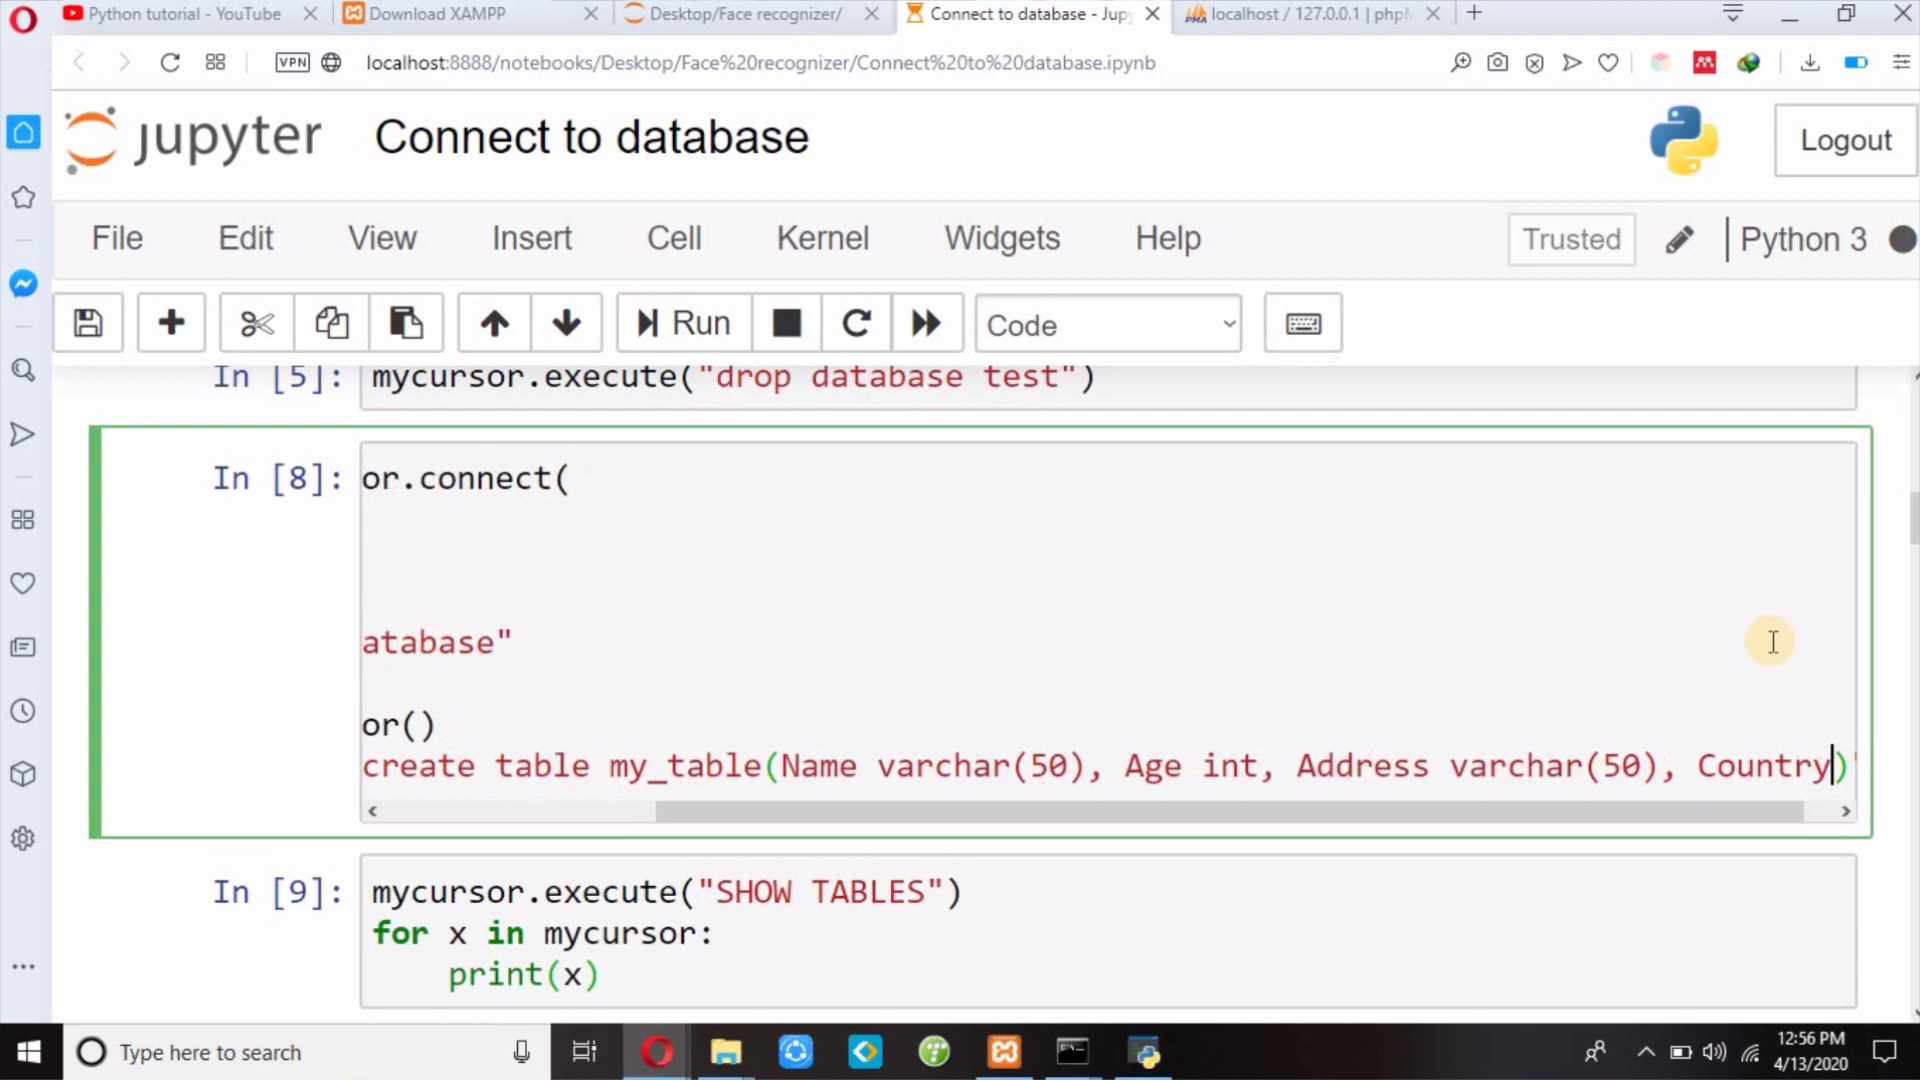 Python tutorial - YouTube
Download XAMPP
Desktop/Face recognizer/
Connect to database - Jupy
localhost / 127.0.0.1 | phpM
VPN
localhost:8888/notebooks/Desktop/Face%20recognizer/Connect%20to%20database.ipynb
jupyter
Connect to database
Logout
File
Edit
View
Insert
Cell
Kernel
Widgets
Help
Trusted
Python 3
Run
Code
In [5]: mycursor.execute("drop database test")
In [8]: or.connect(
atabase"
or()
create table my_table(Name varchar(50), Age int, Address varchar(50), Country)"
In [9]: mycursor.execute("SHOW TABLES")
for x in mycursor:
print(x)
Type here to search
12:56 PM
4/13/2020